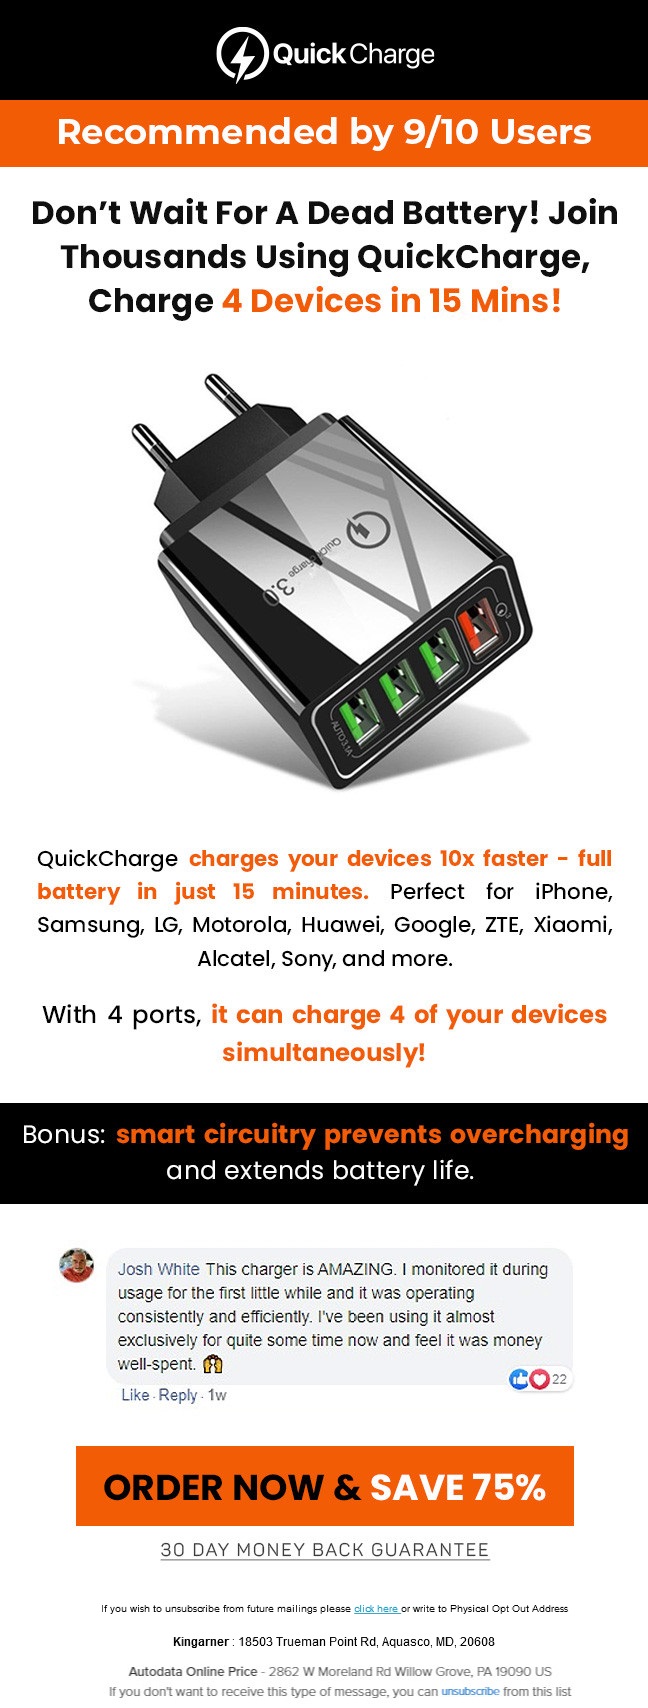 QuickCharge
Recommended by 9/10 Users
Don’t Wait For A Dead Battery! Join
Thousands Using QuickCharge,
Charge 4 Devices in 15 Mins!
Quick Charge
3.0
AUTO3.1A
QuickCharge charges your devices 10x faster - full
battery in just 15 minutes. Perfect for iPhone,
Samsung, LG, Motorola, Huawei, Google, ZTE, Xiaomi,
Alcatel, Sony, and more.
With 4 ports, it can charge 4 of your devices
simultaneously!
Bonus: smart circuitry prevents overcharging
and extends battery life.
Josh White This charger is AMAZING. I monitored it during
usage for the first little while and it was operating
consistently and efficiently. I've been using it almost
exclusively for quite some time now and feel it was money
well-spent. 🙌
22
Like · Reply · 1w
ORDER NOW & SAVE 75%
30 DAY MONEY BACK GUARANTEE
If you wish to unsubscribe from future mailings please click here or write to Physical Opt Out Address
Kingarner : 18503 Trueman Point Rd, Aquasco, MD, 20608
Autodata Online Price - 2862 W Moreland Rd Willow Grove, PA 19090 US
If you don't want to receive this type of message, you can unsubscribe from this list